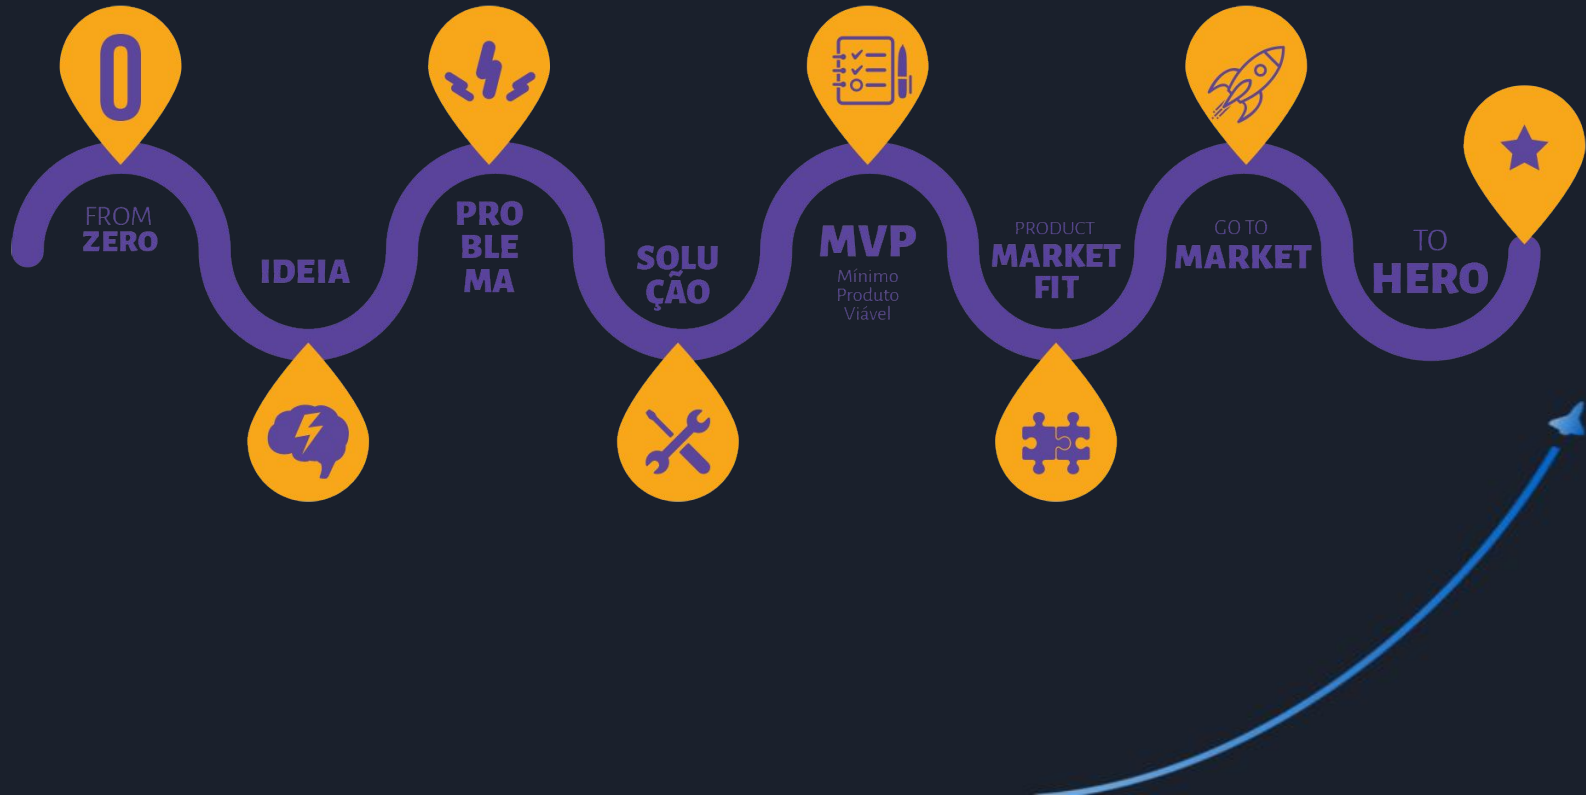 0
FROM
ZERO
IDEIA
PRO
BLE
MA
SOLU
ÇÃO
MVP
Mínimo
Produto
Viável
PRODUCT
MARKET
FIT
GO TO
MARKET
TO
HERO